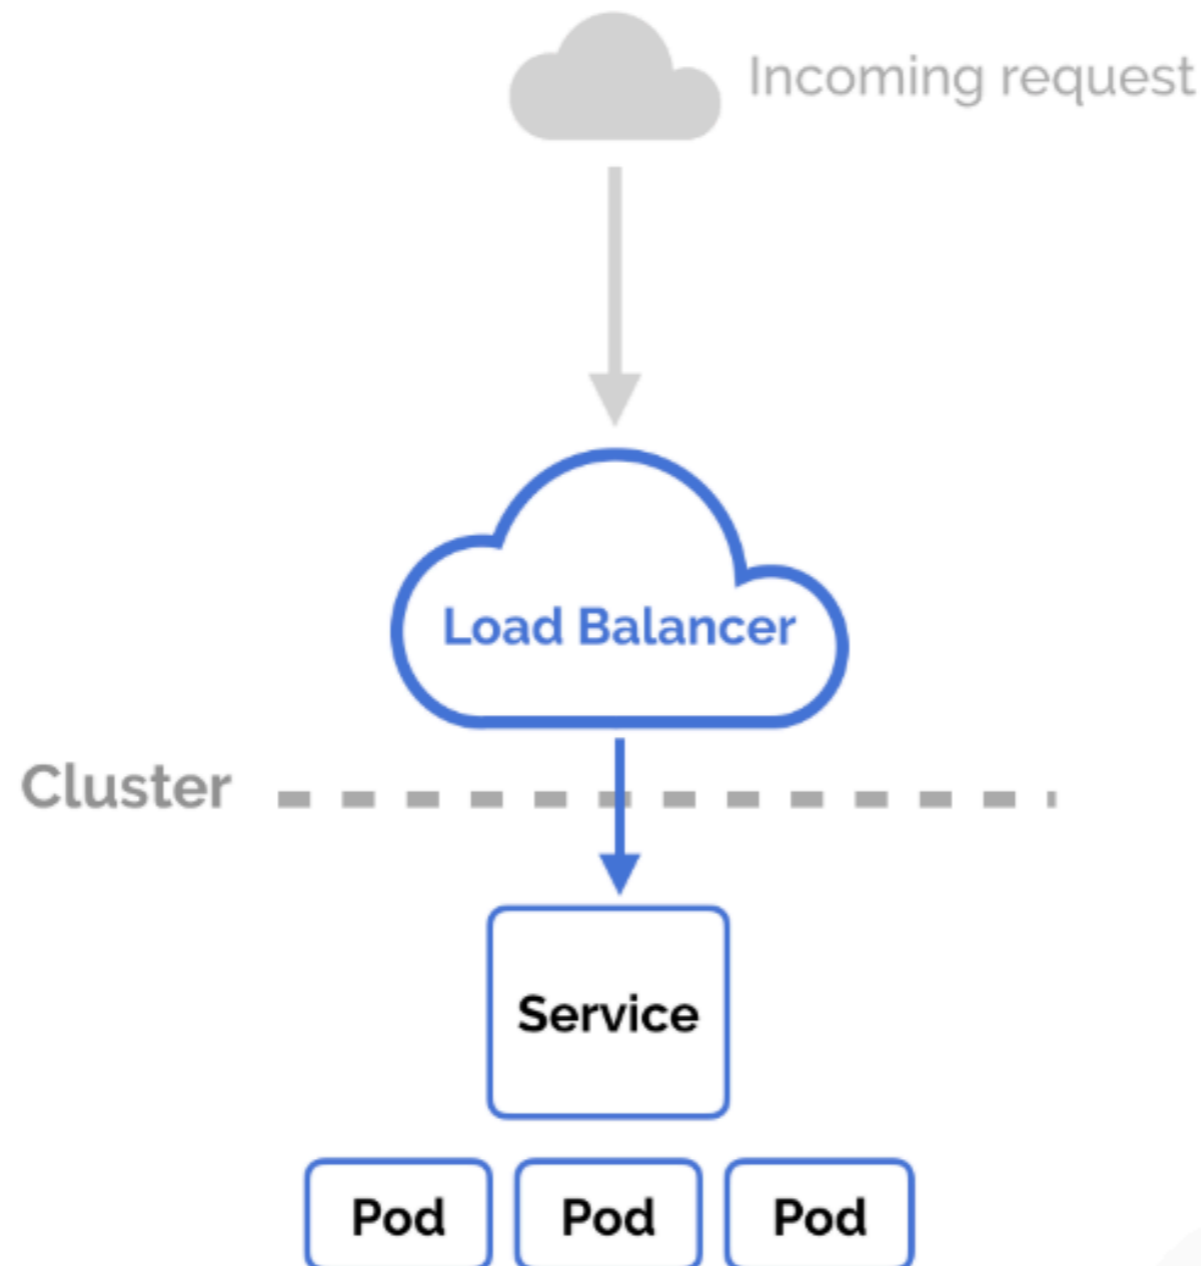 Incoming request
Load Balancer
Cluster
Service
Pod Pod Pod